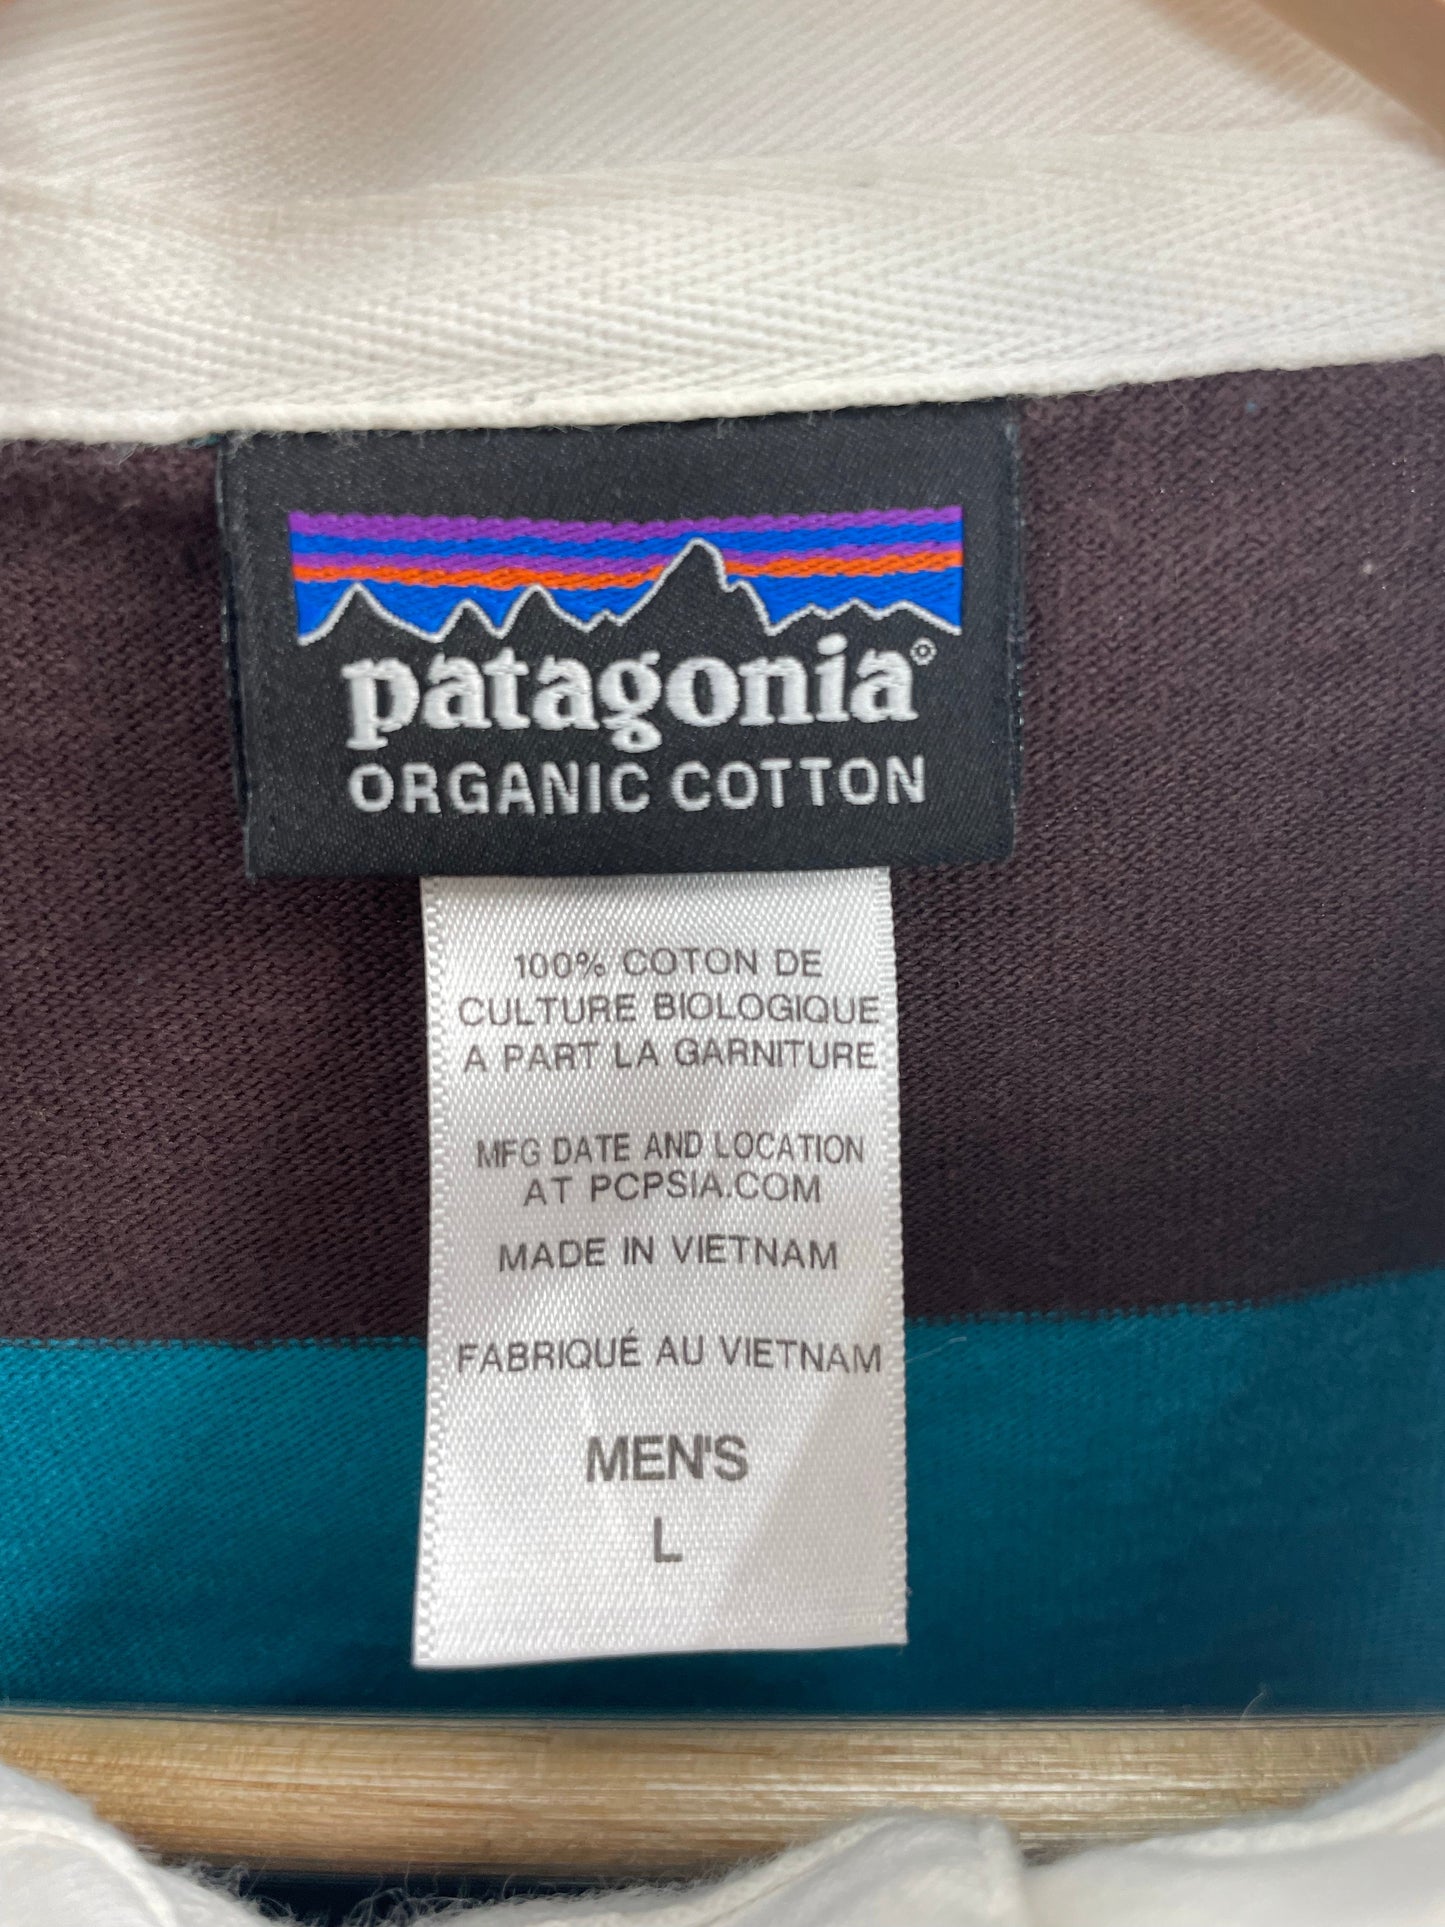 patagonia®
ORGANIC COTTON
100% COTON DE
CULTURE BIOLOGIQUE
A PART LA GARNITURE
MFG DATE AND LOCATION
AT PCPSIA.COM
MADE IN VIETNAM
FABRIQUÉ AU VIETNAM
MEN'S
L